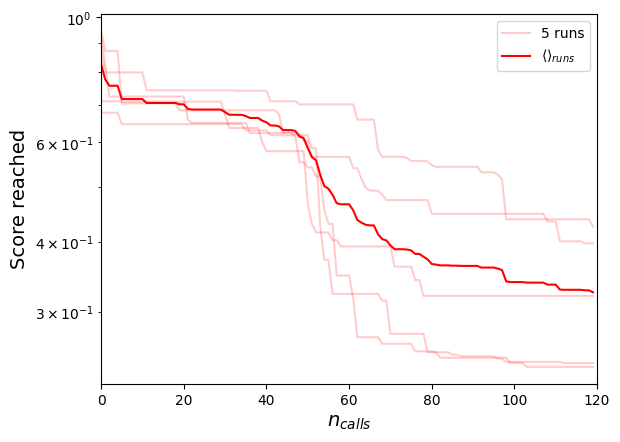 10⁰
6 × 10⁻¹
4 × 10⁻¹
3 × 10⁻¹
Score reached
5 runs
⟨⟩runs
0 20 40 60 80 100 120
n_calls